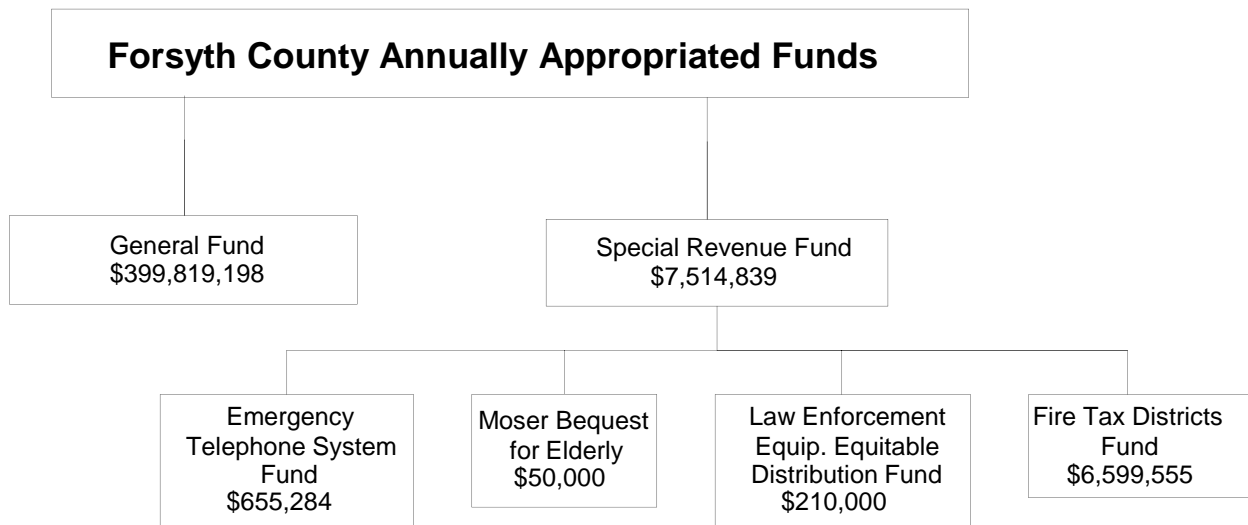 Forsyth County Annually Appropriated Funds
General Fund
$399,819,198
Special Revenue Fund
$7,514,839
Emergency
Telephone System
Fund
$655,284
Moser Bequest
for Elderly
$50,000
Law Enforcement
Equip. Equitable
Distribution Fund
$210,000
Fire Tax Districts
Fund
$6,599,555